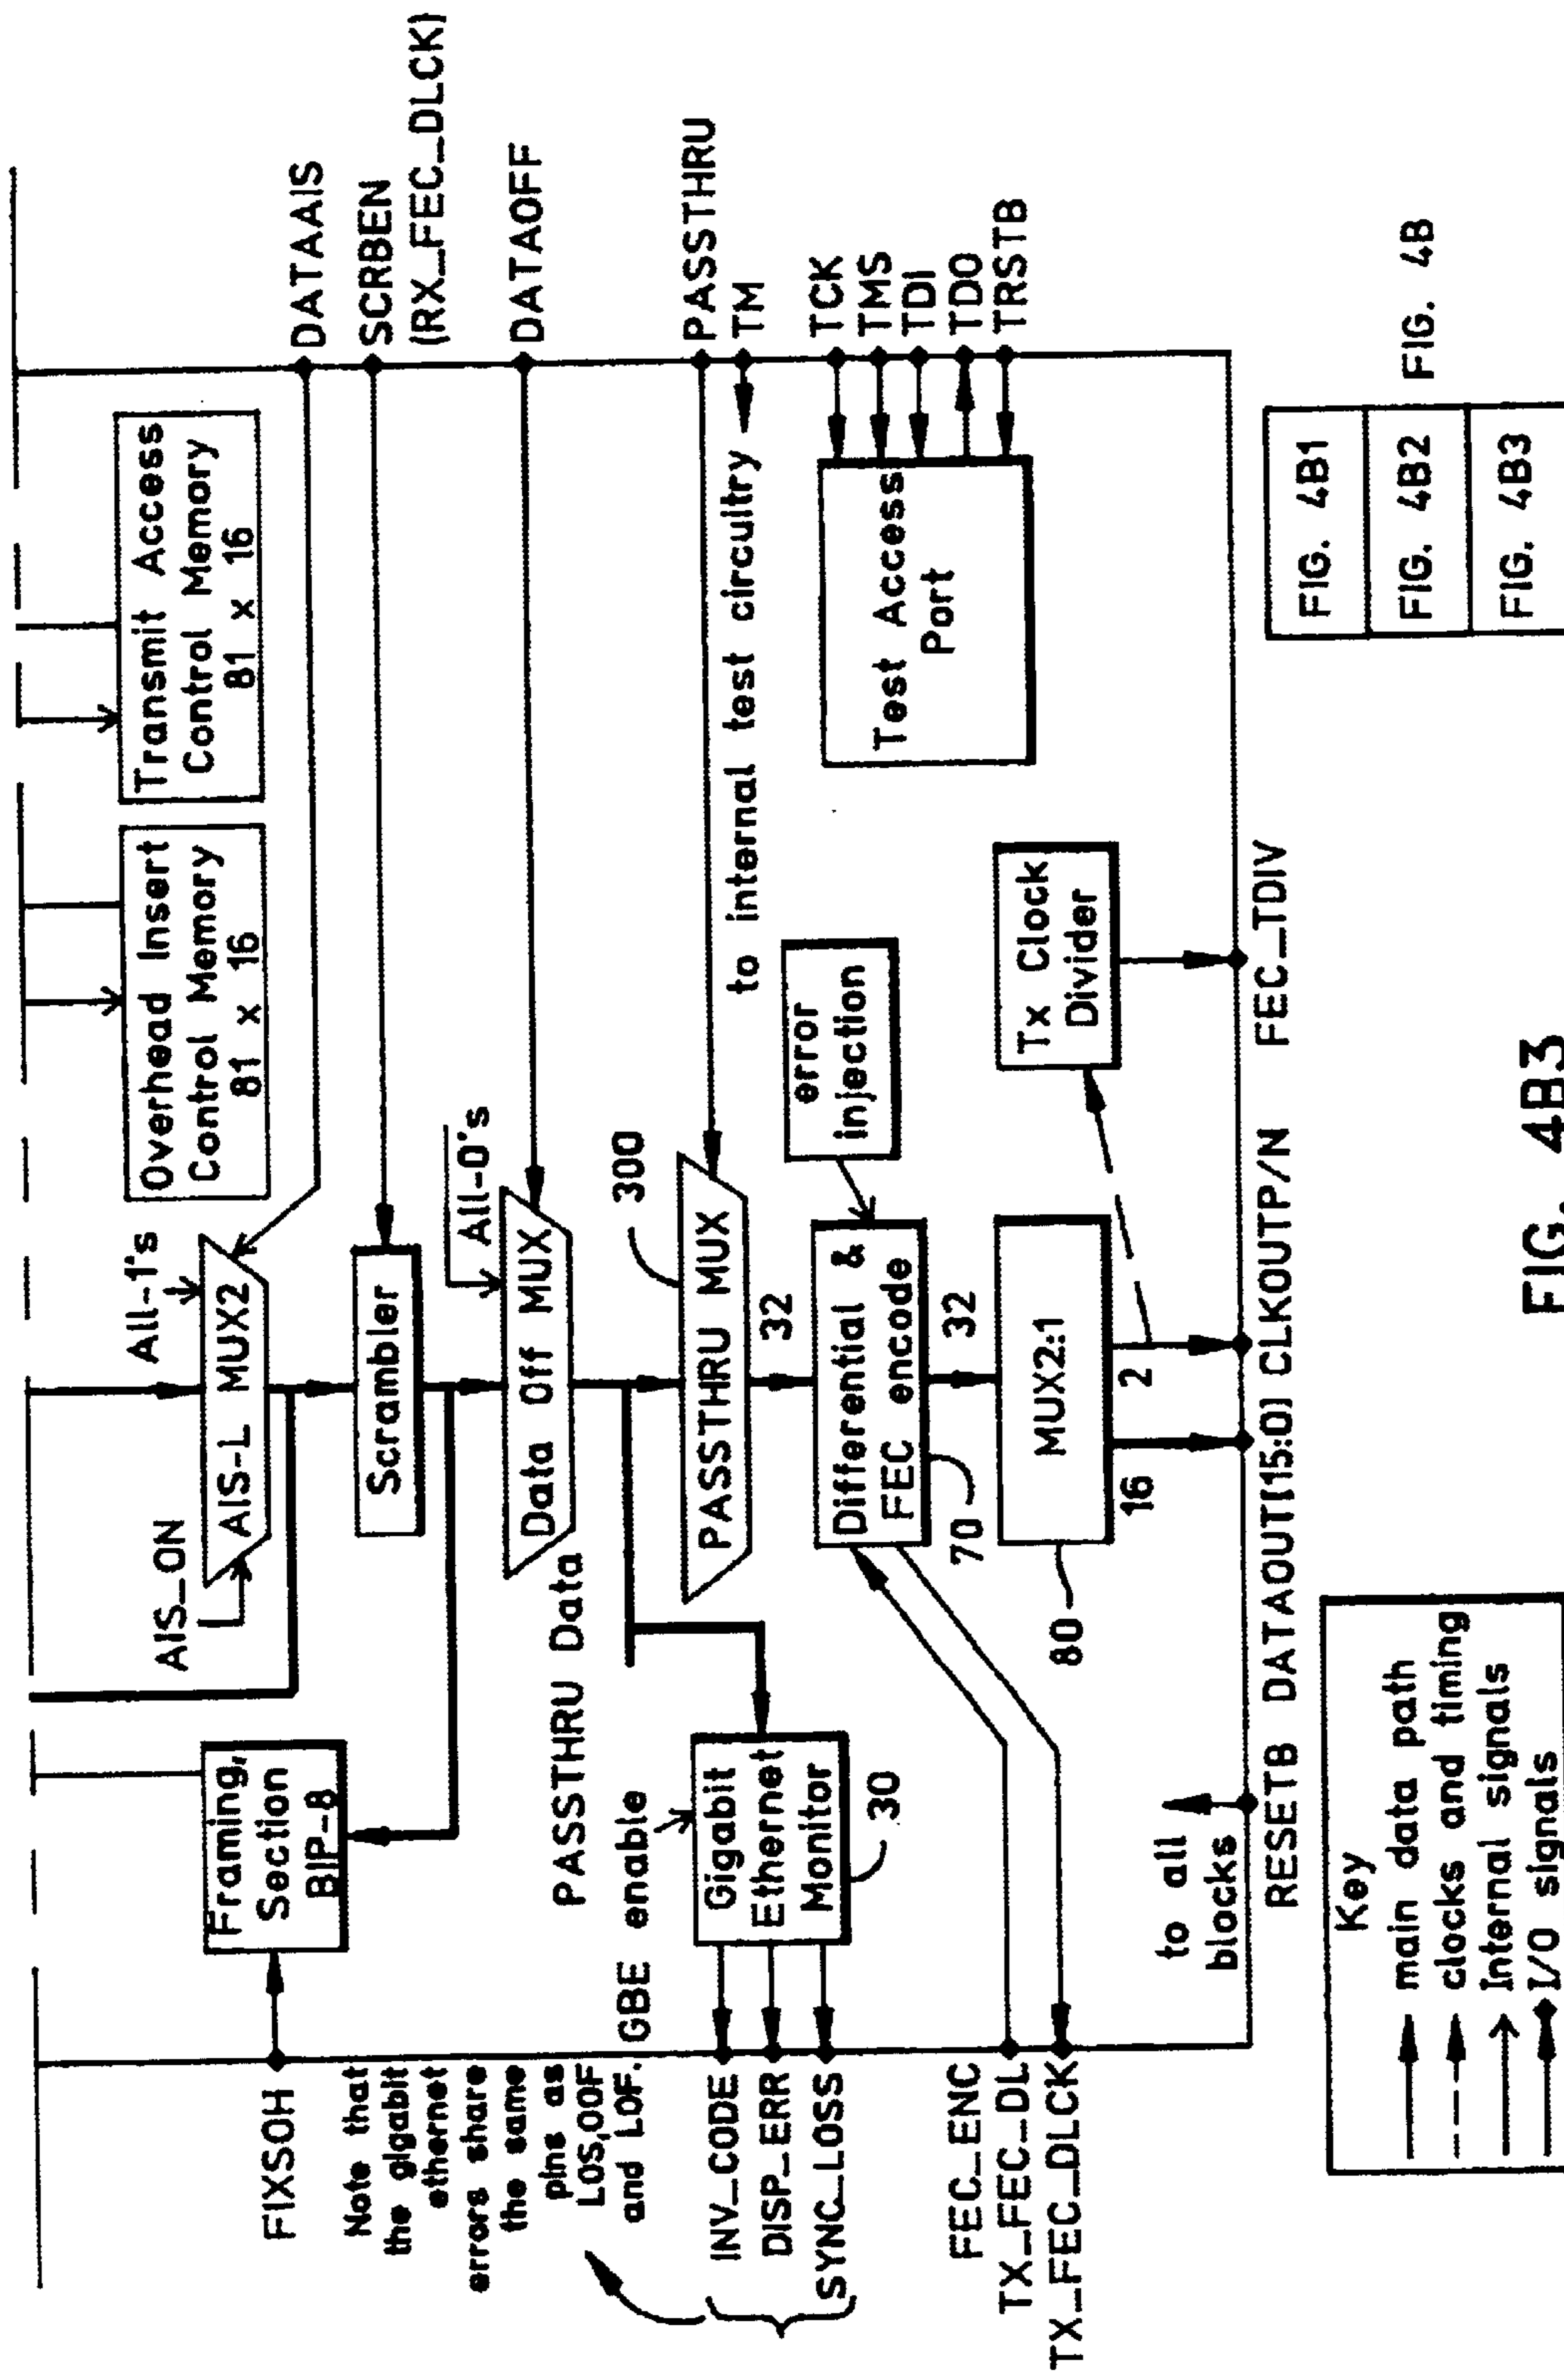 Overhead Insert
Control Memory
81 x 16
Transmit Access
Control Memory
81 x 16
DATAAIS
SCRBEN
(RX_FEC_DLCK)
DATAOFF
PASSTHRU
TM
to internal test circuitry
TCK
TMS
TDI
TDO
TRSTB
Test Access
Port
All-1's
AIS_ON
AIS-L MUX2
Framing,
Section
BIP-8
FIXSOH
Scrambler
All-0's
Data Off MUX
PASSTHRU Data
300
PASSTHRU MUX
32
Note that
the gigabit
ethernet
errors share
the same
pins as
LOS,OOF
and LOF.
GBE enable
Gigabit
Ethernet
Monitor
30
INV_CODE
DISP_ERR
SYNC_LOSS
error
injection
Differential &
FEC encode
70
32
FEC_ENC
TX_FEC_DL
TX_FEC_DLCK
MUX2:1
80
16
2
Tx Clock
Divider
to all
blocks
RESETB DATAOUT[15:0] CLKOUTP/N FEC_TDIV
Key
main data path
clocks and timing
Internal signals
I/O signals
FIG. 4B1
FIG. 4B2
FIG. 4B3
FIG. 4B
FIG. 4B3